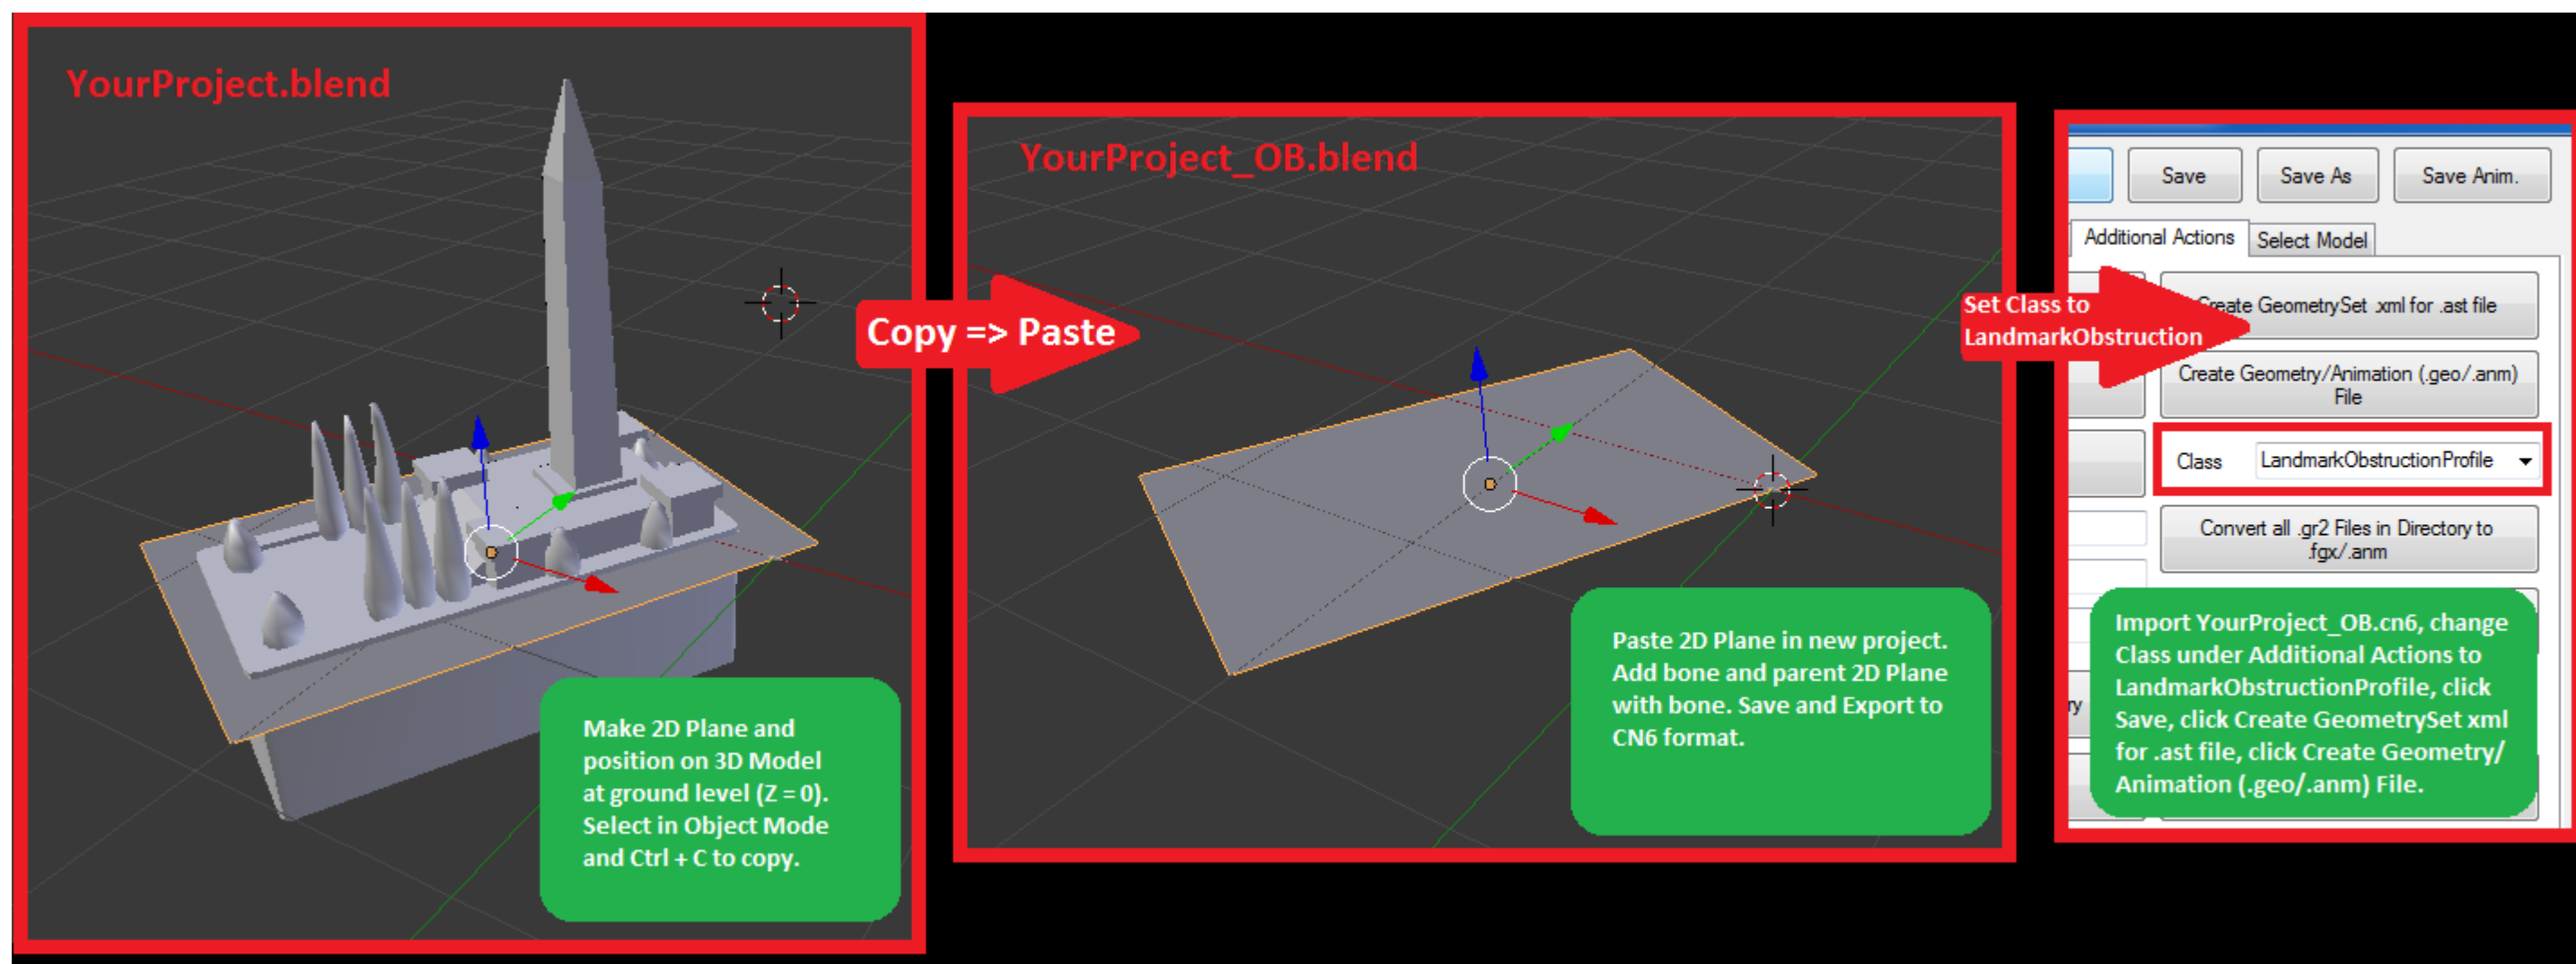 YourProject.blend
Make 2D Plane and
position on 3D Model
at ground level (Z = 0).
Select in Object Mode
and Ctrl + C to copy.
Copy => Paste
YourProject_OB.blend
Paste 2D Plane in new project.
Add bone and parent 2D Plane
with bone. Save and Export to
CN6 format.
Set Class to
LandmarkObstruction
Save
Save As
Save Anim.
Additional Actions
Select Model
Create GeometrySet .xml for .ast file
Create Geometry/Animation (.geo/.anm)
File
Class LandmarkObstructionProfile
Convert all .gr2 Files in Directory to
.fgx/.anm
ry
Import YourProject_OB.cn6, change
Class under Additional Actions to
LandmarkObstructionProfile, click
Save, click Create GeometrySet xml
for .ast file, click Create Geometry/
Animation (.geo/.anm) File.